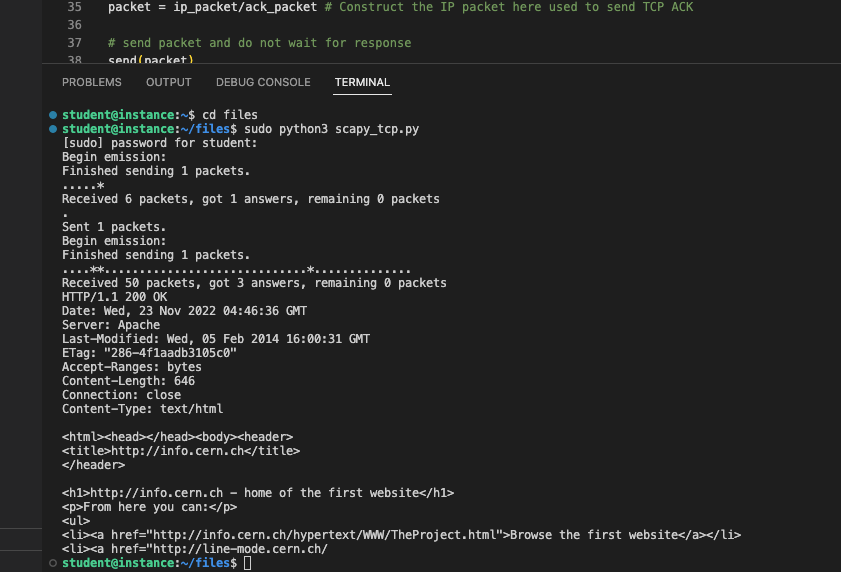 35 packet = ip_packet/ack_packet # Construct the IP packet here used to send TCP ACK
36
37 # send packet and do not wait for response
38 send(packet)
PROBLEMS OUTPUT DEBUG CONSOLE TERMINAL
student@instance:~$ cd files
student@instance:~/files$ sudo python3 scapy_tcp.py
[sudo] password for student:
Begin emission:
Finished sending 1 packets.
.....*
Received 6 packets, got 1 answers, remaining 0 packets
.
Sent 1 packets.
Begin emission:
Finished sending 1 packets.
....**.............................*..............
Received 50 packets, got 3 answers, remaining 0 packets
HTTP/1.1 200 OK
Date: Wed, 23 Nov 2022 04:46:36 GMT
Server: Apache
Last-Modified: Wed, 05 Feb 2014 16:00:31 GMT
ETag: "286-4f1aadb3105c0"
Accept-Ranges: bytes
Content-Length: 646
Connection: close
Content-Type: text/html
<html><head></head><body><header>
<title>http://info.cern.ch</title>
</header>
<h1>http://info.cern.ch - home of the first website</h1>
<p>From here you can:</p>
<ul>
<li><a href="http://info.cern.ch/hypertext/WWW/TheProject.html">Browse the first website</a></li>
<li><a href="http://line-mode.cern.ch/
student@instance:~/files$